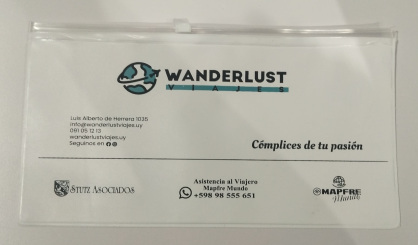 WANDERLUST
VIAJES
Luis Alberto de Herrera 1035
info@wanderlustviajes.uy
091 05 12 13
wanderlustviajes.uy
Seguinos en
Cómplices de tu pasión
STUTZ ASOCIADOS
Asistencia al Viajero
Mapfre Mundo
+598 98 555 651
MAPFRE
Mundo